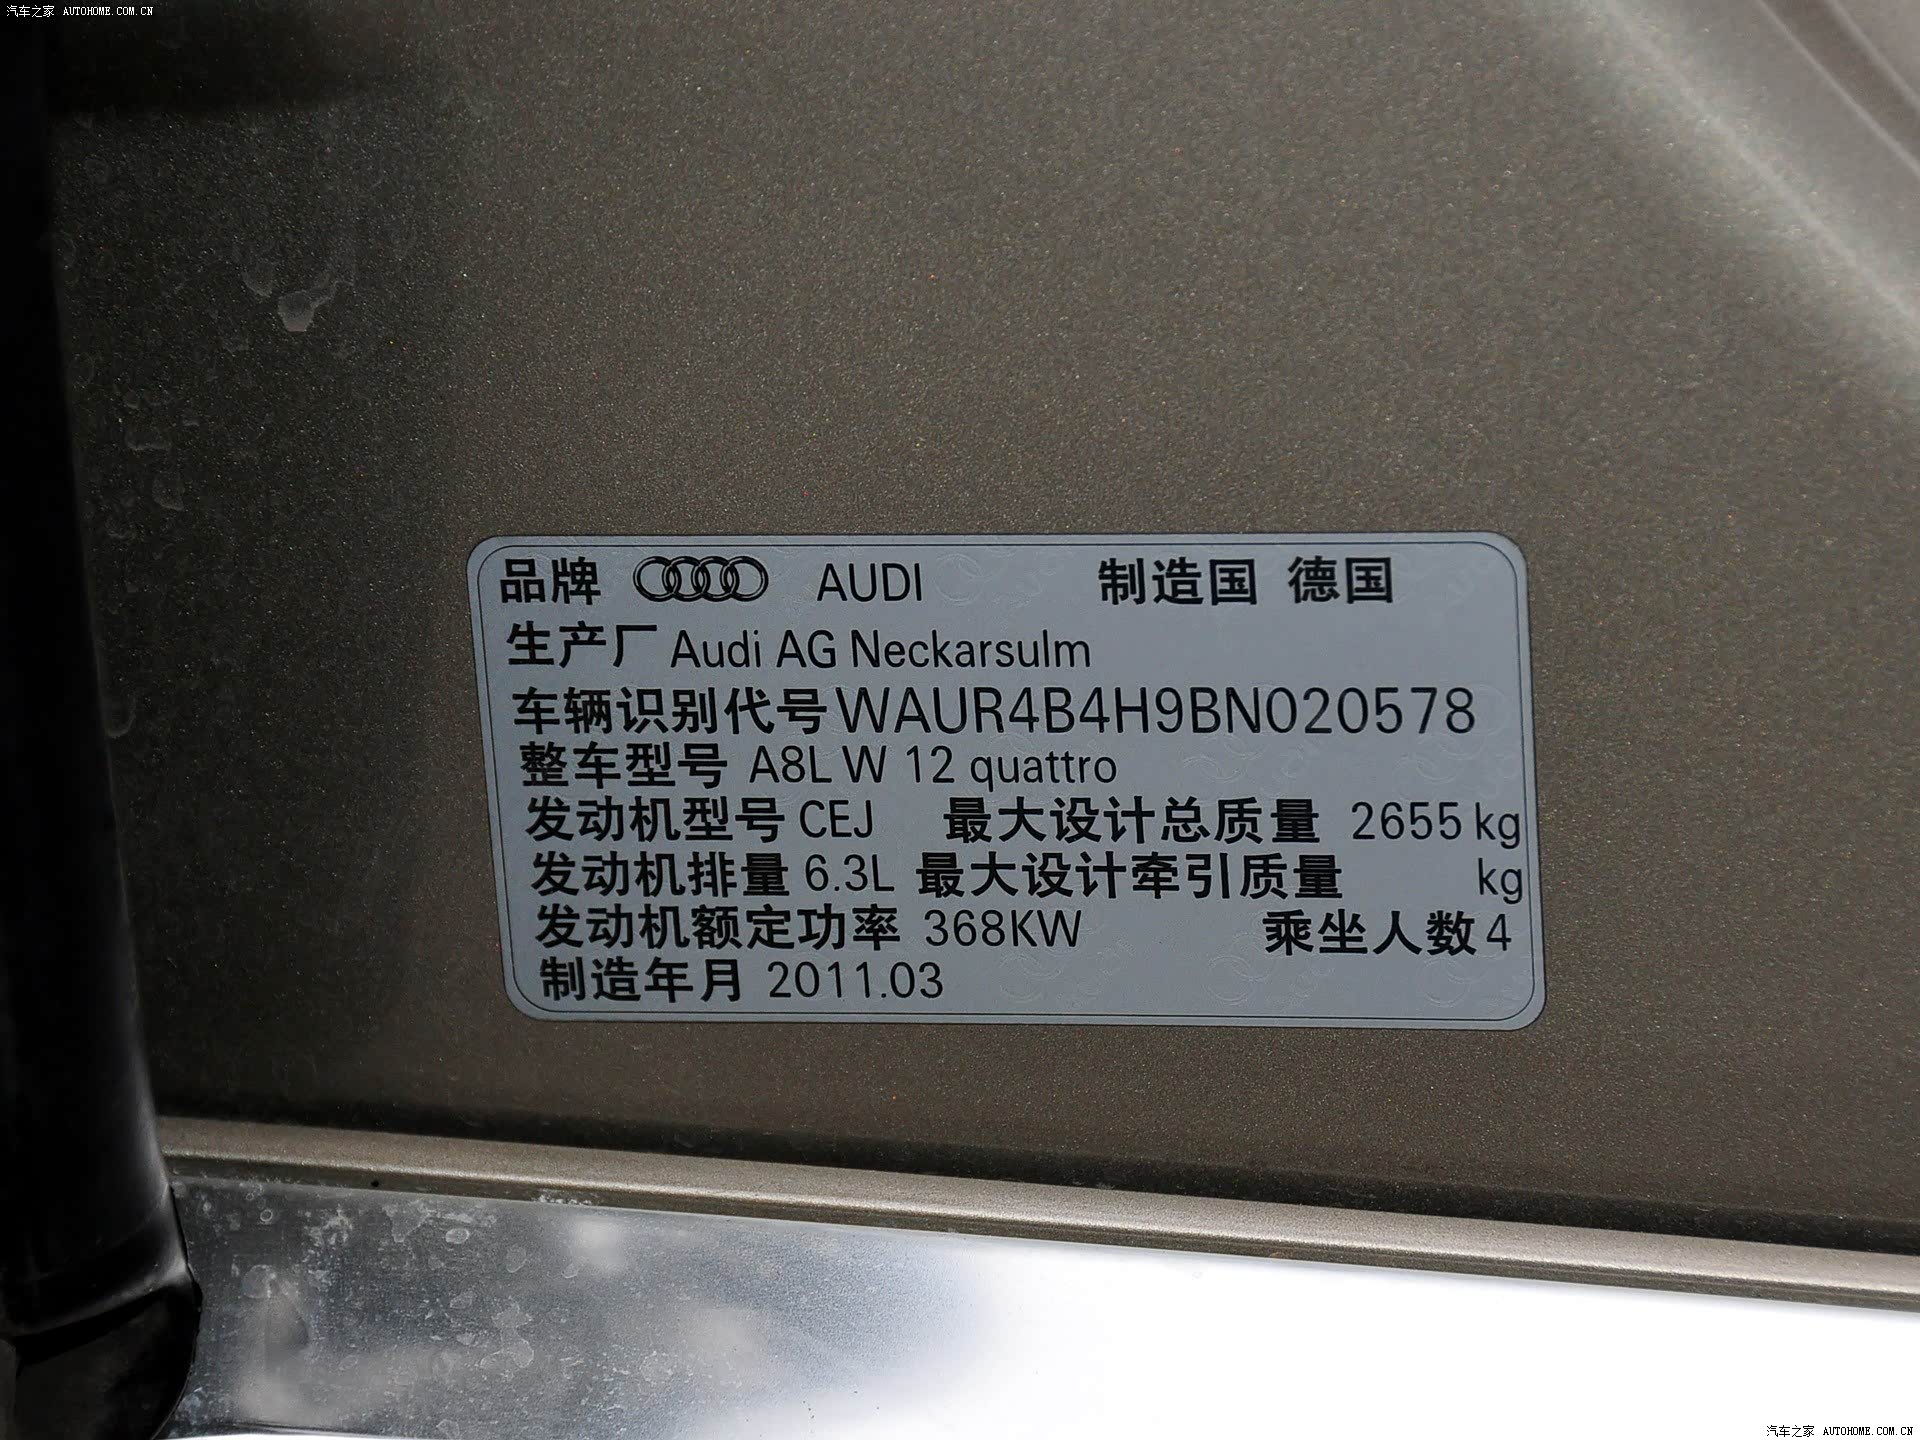 汽车之家 AUTOHOME.COM.CN
品牌 AUDI 制造国 德国
生产厂 Audi AG Neckarsulm
车辆识别代号 WAUR4B4H9BN020578
整车型号 A8L W 12 quattro
发动机型号 CEJ 最大设计总质量 2655 kg
发动机排量 6.3L 最大设计牵引质量 kg
发动机额定功率 368KW 乘坐人数 4
制造年月 2011.03
汽车之家 AUTOHOME.COM.CN